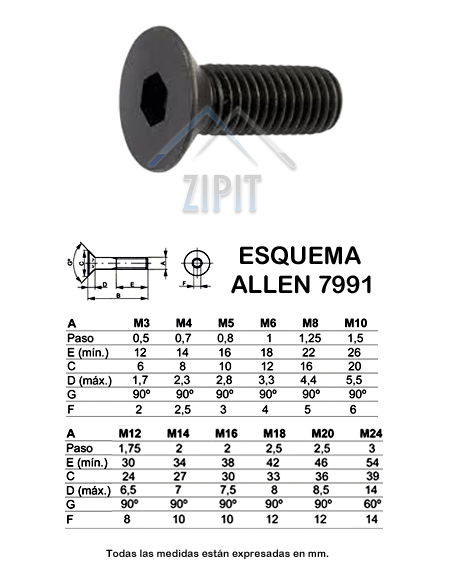 ZIPIT
ESQUEMA
ALLEN 7991
G° C D E B A F
A M3 M4 M5 M6 M8 M10
Paso 0,5 0,7 0,8 1 1,25 1,5
E (mín.) 12 14 16 18 22 26
C 6 8 10 12 16 20
D (máx.) 1,7 2,3 2,8 3,3 4,4 5,5
G 90º 90º 90º 90º 90º 90º
F 2 2,5 3 4 5 6
A M12 M14 M16 M18 M20 M24
Paso 1,75 2 2 2,5 2,5 3
E (mín.) 30 34 38 42 46 54
C 24 27 30 33 36 39
D (máx.) 6,5 7 7,5 8 8,5 14
G 90º 90º 90º 90º 90º 60º
F 8 10 10 12 12 14
Todas las medidas están expresadas en mm.